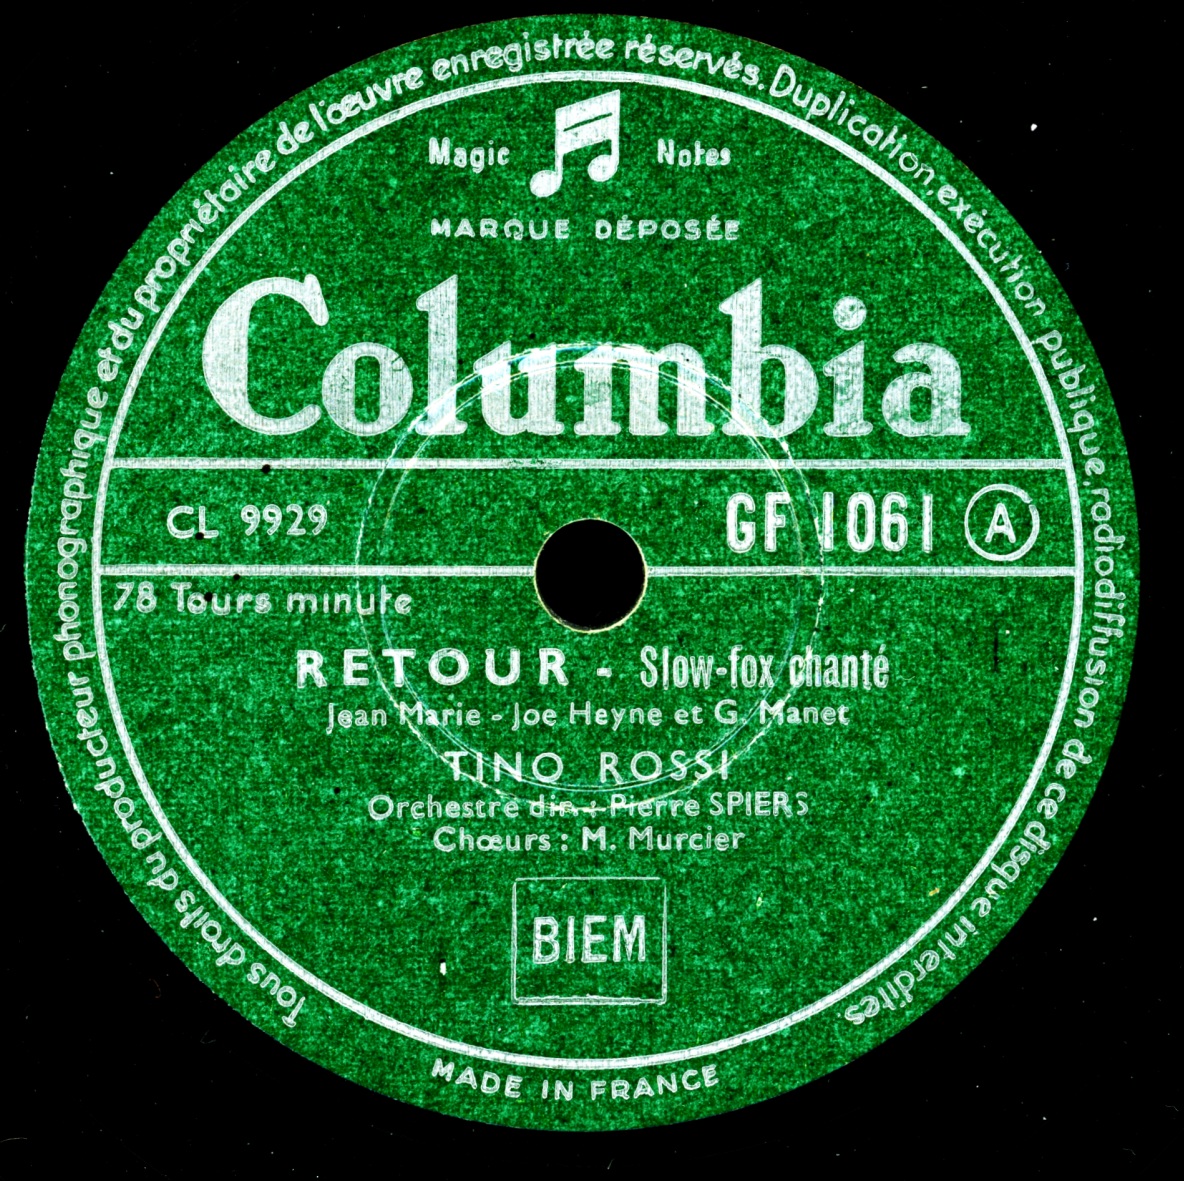 Tous droits du producteur phonographique et du propriétaire de l'œuvre enregistrée réservés. Duplication, exécution publique, radiodiffusion de ce disque interdites
Magic Notes
MARQUE DÉPOSÉE
Columbia
CL 9929 GF 1061 A
78 Tours minute
RETOUR - Slow-fox chanté
Jean Marie - Joe Heyne et G. Manet
TINO ROSSI
Orchestre dir. : Pierre SPIERS
Chœurs : M. Murcier
BIEM
MADE IN FRANCE